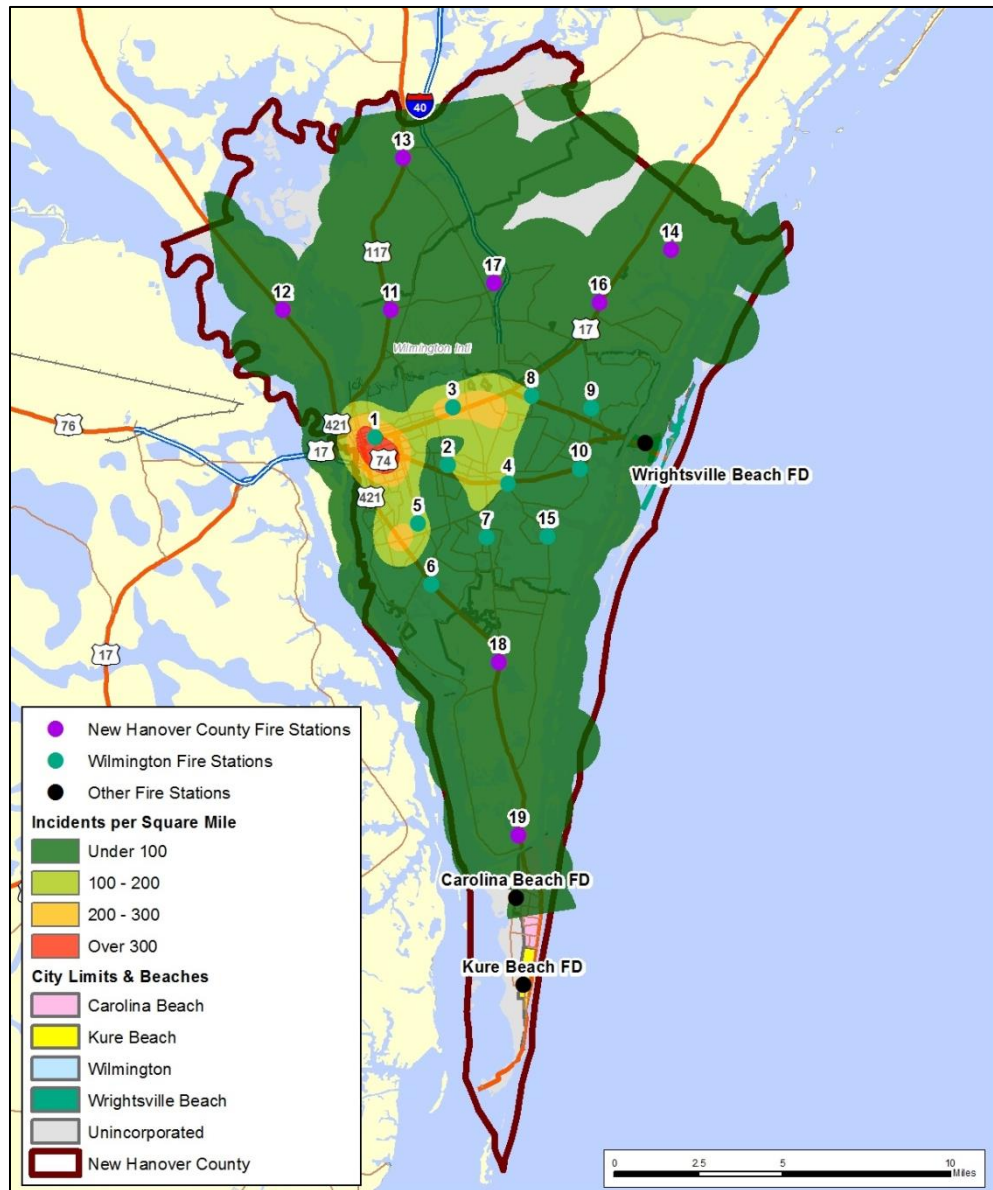 40
13
117
14
17
12
11
16
17
Wilmington Intl
8
3
9
421
1
76
17
74
2
10
Wrightsville Beach FD
4
421
5
7
15
6
17
18
19
Carolina Beach FD
Kure Beach FD
New Hanover County Fire Stations
Wilmington Fire Stations
Other Fire Stations
Incidents per Square Mile
Under 100
100 - 200
200 - 300
Over 300
City Limits & Beaches
Carolina Beach
Kure Beach
Wilmington
Wrightsville Beach
Unincorporated
New Hanover County
0 2.5 5 10
Miles